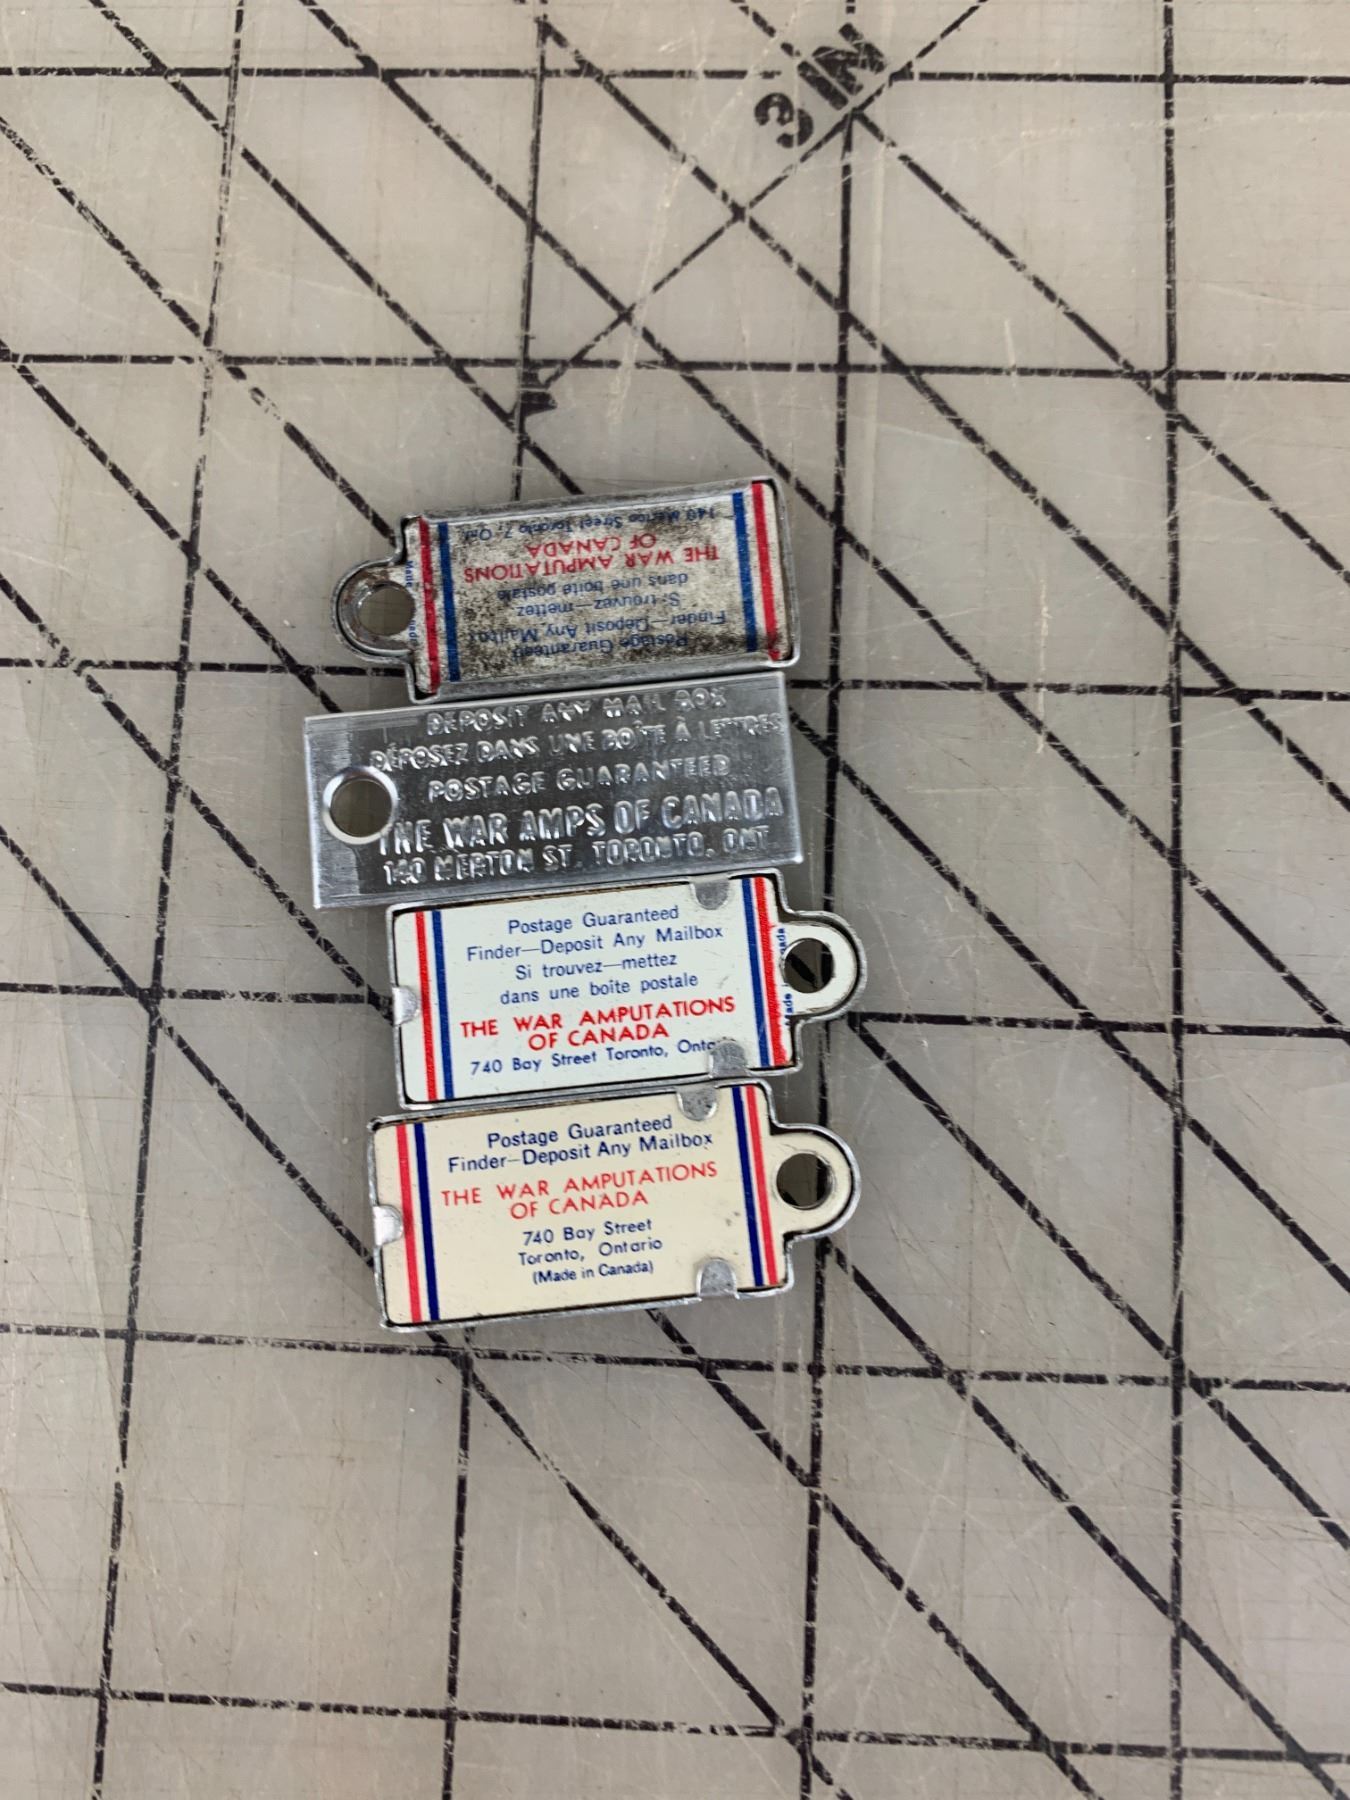 Postage Guaranteed
Finder—Deposit Any Mailbox
Si trouvez—mettez
dans une boite postale
THE WAR AMPUTATIONS
OF CANADA
140 Merton Street Toronto 7, Ont.
Made
DEPOSIT ANY MAIL BOX
DÉPOSEZ DANS UNE BOÎTE À LETTRES
POSTAGE GUARANTEED
THE WAR AMPS OF CANADA
140 MERTON ST. TORONTO. ONT.
Postage Guaranteed
Finder—Deposit Any Mailbox
Si trouvez—mettez
dans une boite postale
THE WAR AMPUTATIONS
OF CANADA
740 Bay Street Toronto,
Postage Guaranteed
Finder—Deposit Any Mailbox
THE WAR AMPUTATIONS
OF CANADA
740 Bay Street
Toronto, Ontario
(Made in Canada)